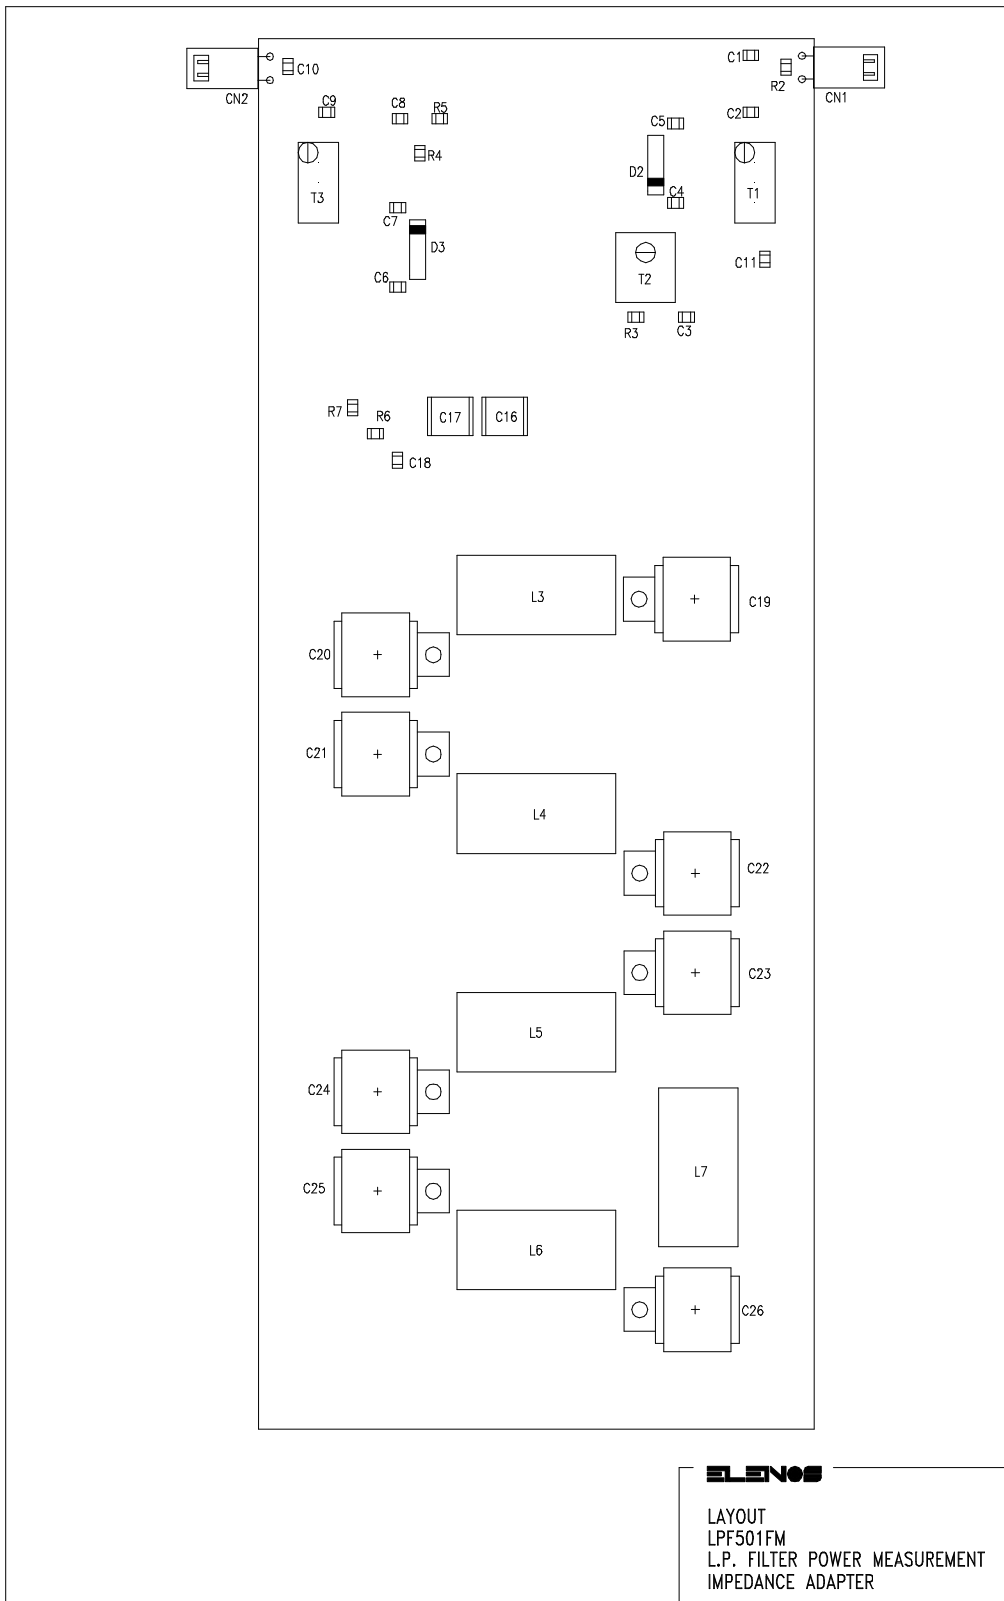 C1
C10
R2
CN2
CN1
C9
C8
R5
C5
C2
R4
D2
T3
C4
T1
C7
D3
C11
C6
T2
R3
C3
R7
R6
C17
C16
C18
L3
C19
C20
C21
L4
C22
C23
L5
C24
L7
C25
L6
C26
ELENOS
LAYOUT
LPF501FM
L.P. FILTER POWER MEASUREMENT
IMPEDANCE ADAPTER